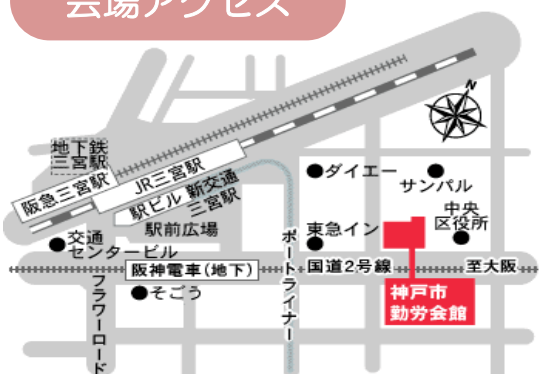 会場アクセス
N
地下鉄
三宮駅
阪急三宮駅
JR三宮駅
駅ビル
新交通
三宮駅
駅前広場
ダイエー
サンパル
中央
区役所
東急イン
交通
センタービル
阪神電車(地下)
国道2号線
至大阪
そごう
フラワーロード
ポートライナー
神戸市
勤労会館